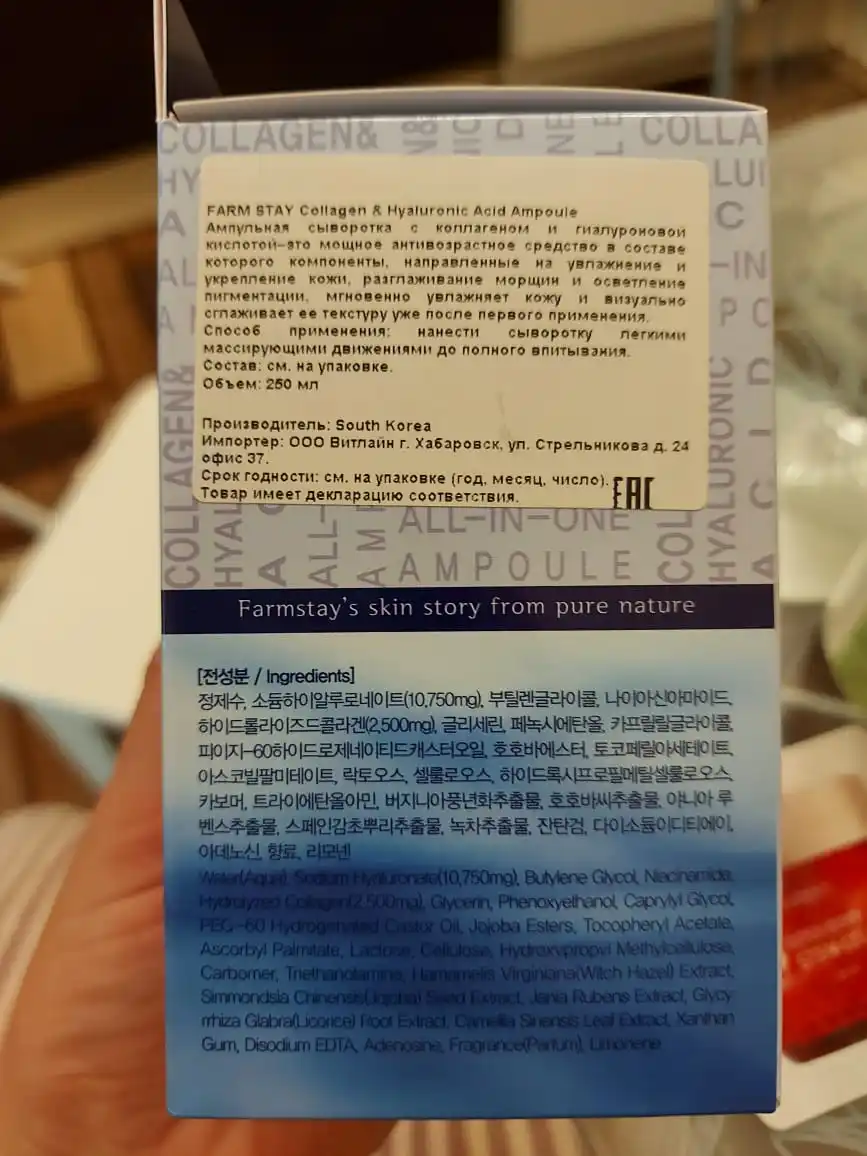 COLLAGEN&
COLLA
FARM STAY Collagen & Hyaluronic Acid Ampoule
Ампульная сыворотка с коллагеном и гиалуроновой
кислотой-это мощное антивозрастное средство в составе
которого компоненты, направленные на увлажнение и
укрепление кожи, разглаживание морщин и осветление
пигментации, мгновенно увлажняет кожу и визуально
сглаживает ее текстуру уже после первого применения.
Способ применения: нанести сыворотку легкими
массирующими движениями до полного впитывания.
Состав: см. на упаковке.
Объем: 250 мл
Производитель: South Korea
Импортер: ООО Витлайн г. Хабаровск, ул. Стрельникова д. 24
офис 37.
Срок годности: см. на упаковке (год, месяц, число).
Товар имеет декларацию соответствия.
EAC
COLLAGEN&
HYALURONIC
ACID
ALL-IN-ONE
AMPOULE
Farmstay's skin story from pure nature
[전성분 / Ingredients]
정제수, 소듐하이알루로네이트(10,750mg), 부틸렌글라이콜, 나이아신아마이드,
하이드롤라이즈드콜라겐(2,500mg), 글리세린, 페녹시에탄올, 카프릴릴글라이콜,
피이지-60하이드로제네이티드캐스터오일, 호호바에스터, 토코페릴아세테이트,
아스코빌팔미테이트, 락토오스, 셀룰로오스, 하이드록시프로필메틸셀룰로오스,
카보머, 트라이에탄올아민, 버지니아풍년화추출물, 호호바씨추출물, 야니아 루
벤스추출물, 스페인감초뿌리추출물, 녹차추출물, 잔탄검, 다이소듐이디티에이,
아데노신, 향료, 리모넨
Water(Aqua), Sodium Hyaluronate(10,750mg), Butylene Glycol, Niacinamide,
Hydrolyzed Collagen(2,500mg), Glycerin, Phenoxyethanol, Caprylyl Glycol,
PEG-60 Hydrogenated Castor Oil, Jojoba Esters, Tocopheryl Acetate,
Ascorbyl Palmitate, Lactose, Cellulose, Hydroxypropyl Methylcellulose,
Carbomer, Triethanolamine, Hamamelis Virginiana(Witch Hazel) Extract,
Simmondsia Chinensis(Jojoba) Seed Extract, Jania Rubens Extract, Glycy
rrhiza Glabra(Licorice) Root Extract, Camellia Sinensis Leaf Extract, Xanthan
Gum, Disodium EDTA, Adenosine, Fragrance(Parfum), Limonene